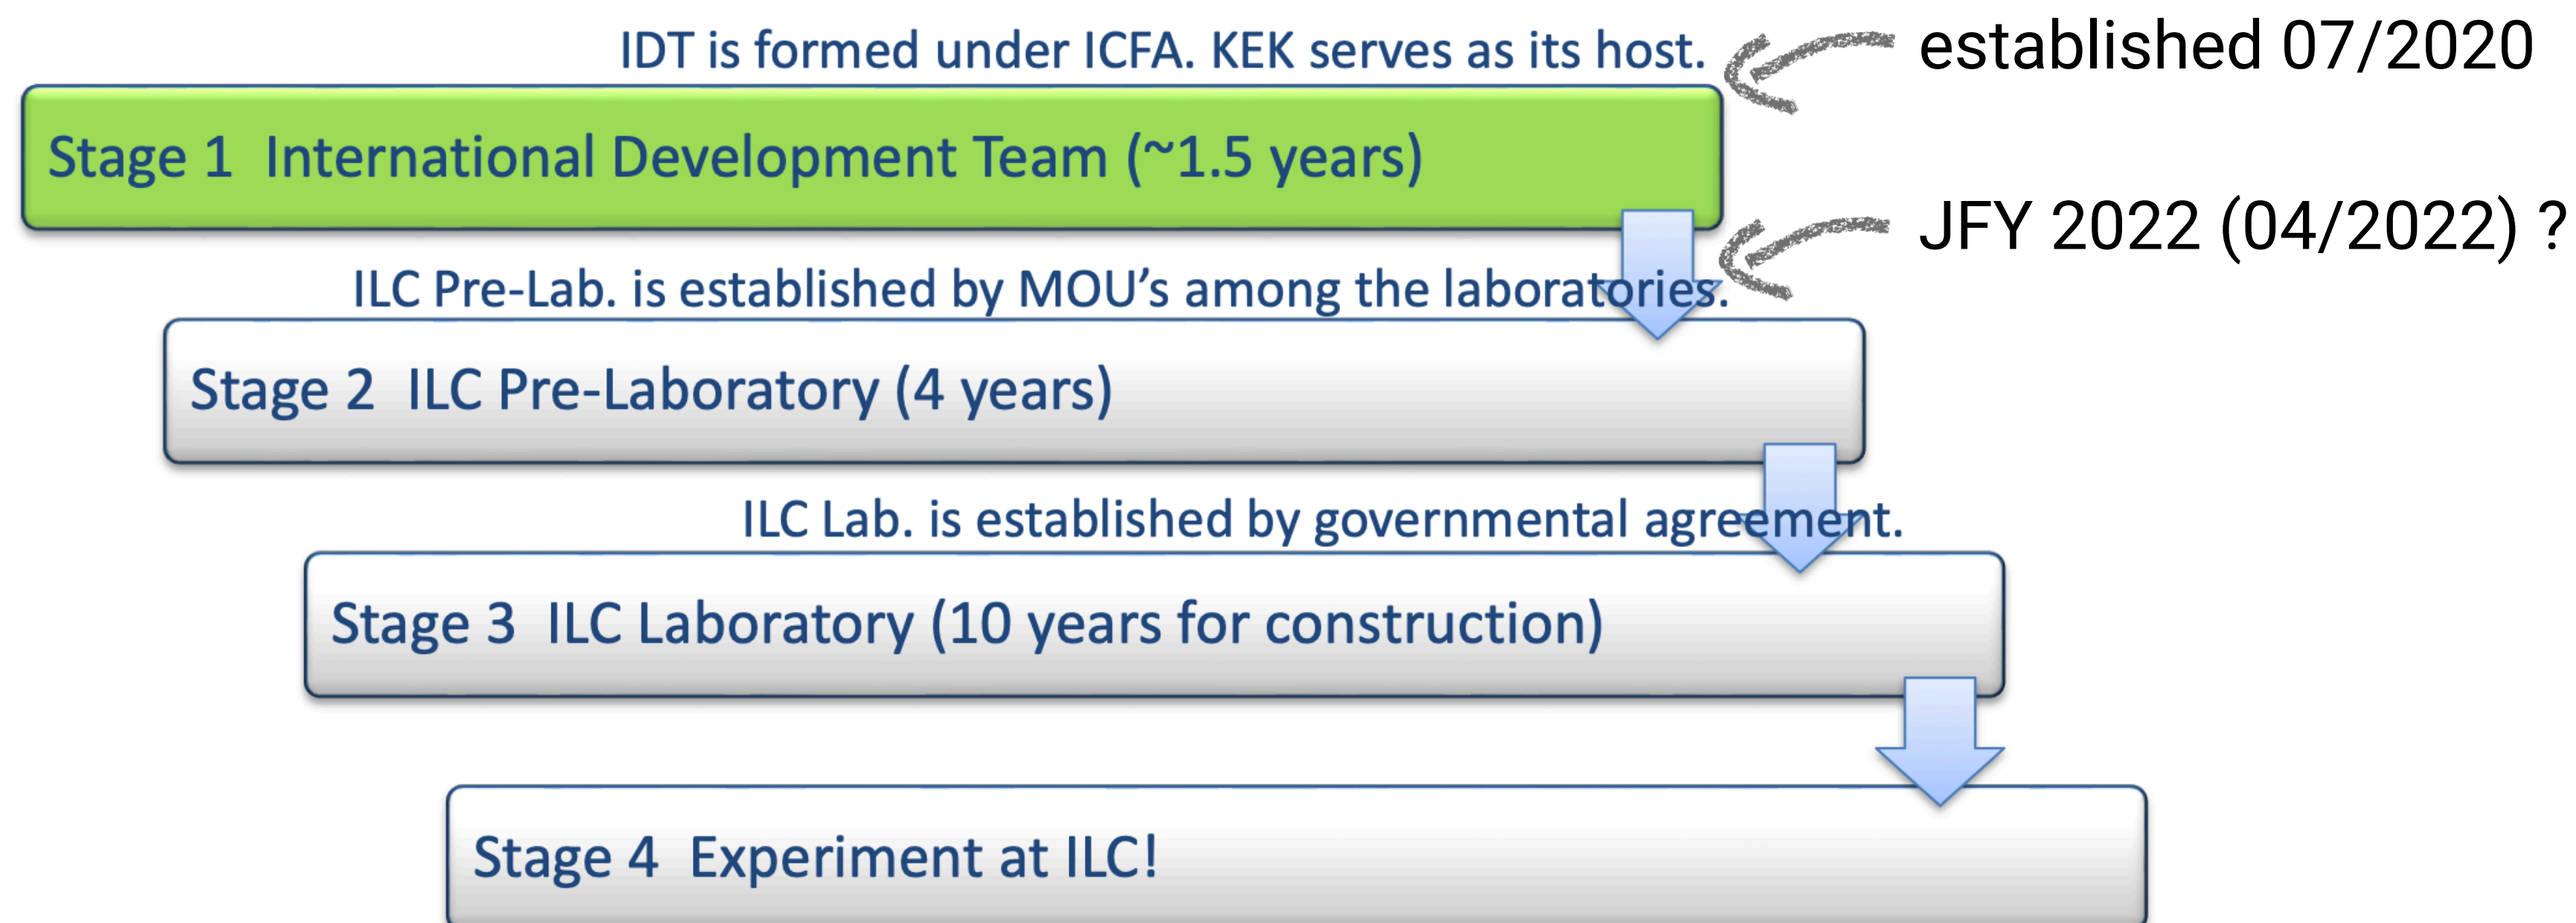 IDT is formed under ICFA. KEK serves as its host.
established 07/2020
Stage 1 International Development Team (~1.5 years)
JFY 2022 (04/2022) ?
ILC Pre-Lab. is established by MOU’s among the laboratories.
Stage 2 ILC Pre-Laboratory (4 years)
ILC Lab. is established by governmental agreement.
Stage 3 ILC Laboratory (10 years for construction)
Stage 4 Experiment at ILC!